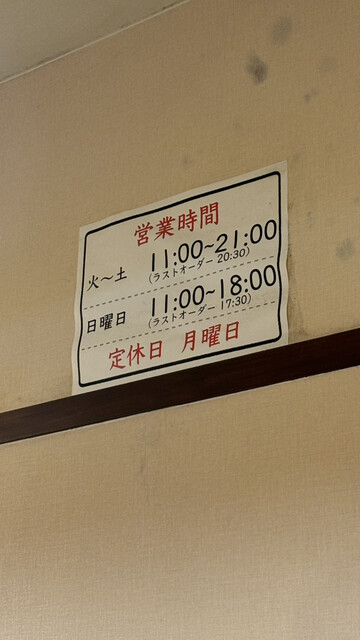 営業時間
火～土 11:00~21:00
(ラストオーダー 20:30)
日曜日 11:00~18:00
(ラストオーダー 17:30)
定休日 月曜日